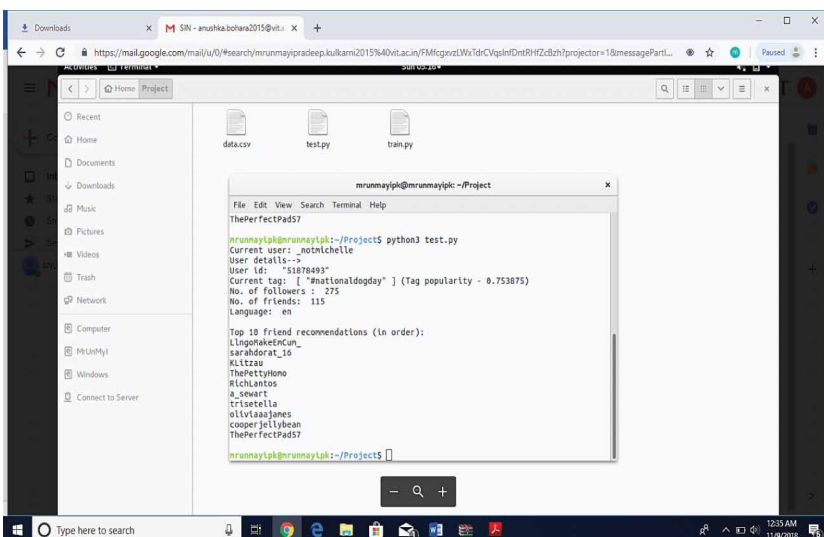 Downloads
SIN - anushka.bohara2015@vit.a
https://mail.google.com/mail/u/0/#search/mrunmayipradeep.kulkarni2015%40vit.ac.in/FMfcgxvzLWxTdrCVqsInfDntRHfZcBzh?projector=1&messagePartI...
Paused
Activities Terminal
Sun 05:16
Home Project
Recent
Home
Documents
Downloads
Music
Pictures
Videos
Trash
Network
Computer
MrUnMyI
Windows
Connect to Server
data.csv
test.py
train.py
mrunmayipk@mrunmayipk: ~/Project
File Edit View Search Terminal Help
ThePerfectPad57
mrunmayipk@mrunmayipk:~/Project$ python3 test.py
Current user: _notmichelle
User details-->
User id: "51878493"
Current tag: [ "#nationaldogday" ] (Tag popularity - 0.753875)
No. of followers : 275
No. of friends: 115
Language: en
Top 10 friend recommendations (in order):
LlngoMakeEmCum_
sarahdorat_16
KLitzau
ThePettyHomo
RichLantos
a_sewart
trisetella
oliviaaajames
cooperjellybean
ThePerfectPad57
mrunmayipk@mrunmayipk:~/Project$
Type here to search
12:35 AM
11/9/2018